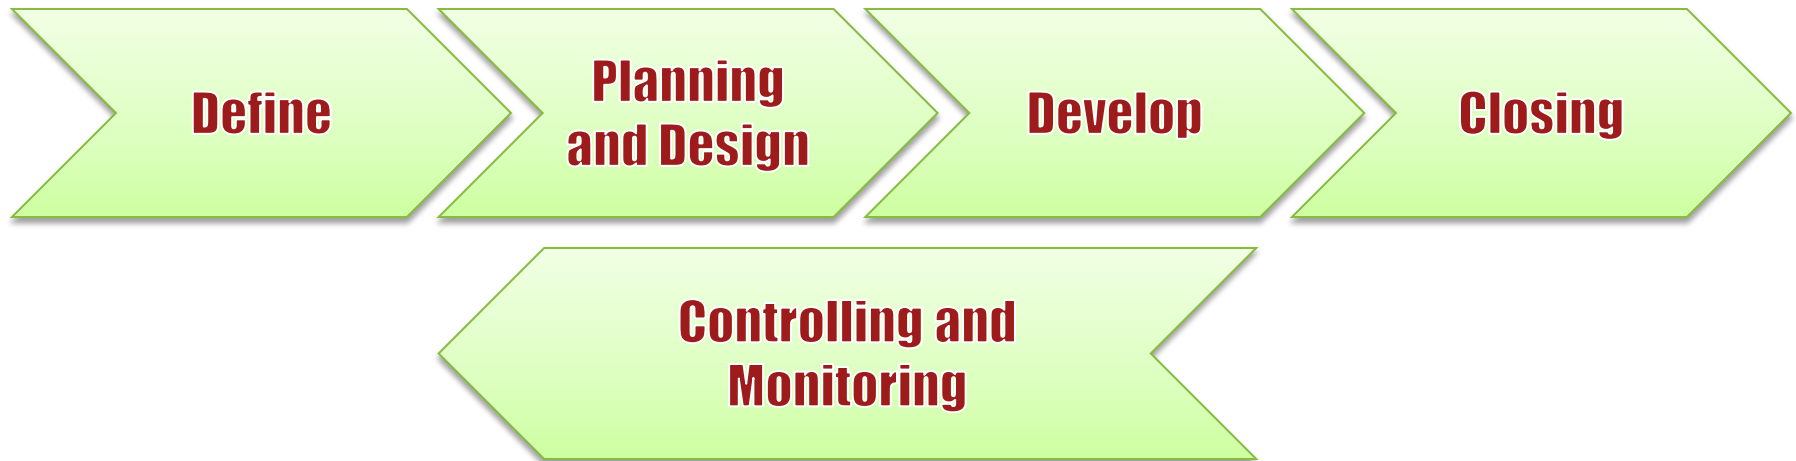 Define
Planning
and Design
Develop
Closing
Controlling and
Monitoring